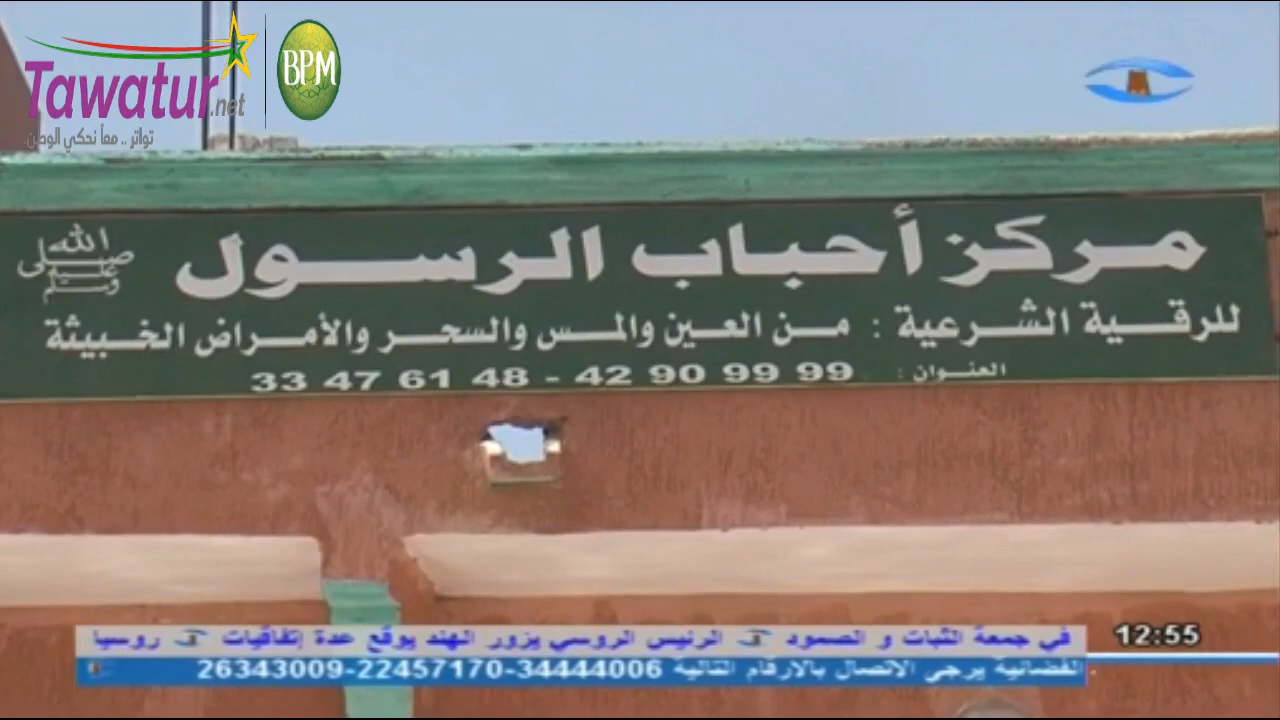 Tawatur.net
تواتر .. معاً نحكي الوطن
BPM
مركز أحباب الرسول
صلى الله عليه وسلم
للرقية الشرعية : من العين والمس والسحر والأمراض الخبيثة
العنوان : 99 99 90 42 - 48 61 47 33
في جمعة الثبات و الصمود الرئيس الروسي يزور الهند يوقع عدة إتفاقيات روسيا
12:55
الفضائية يرجى الاتصال بالارقام التالية 34444006-22457170-26343009